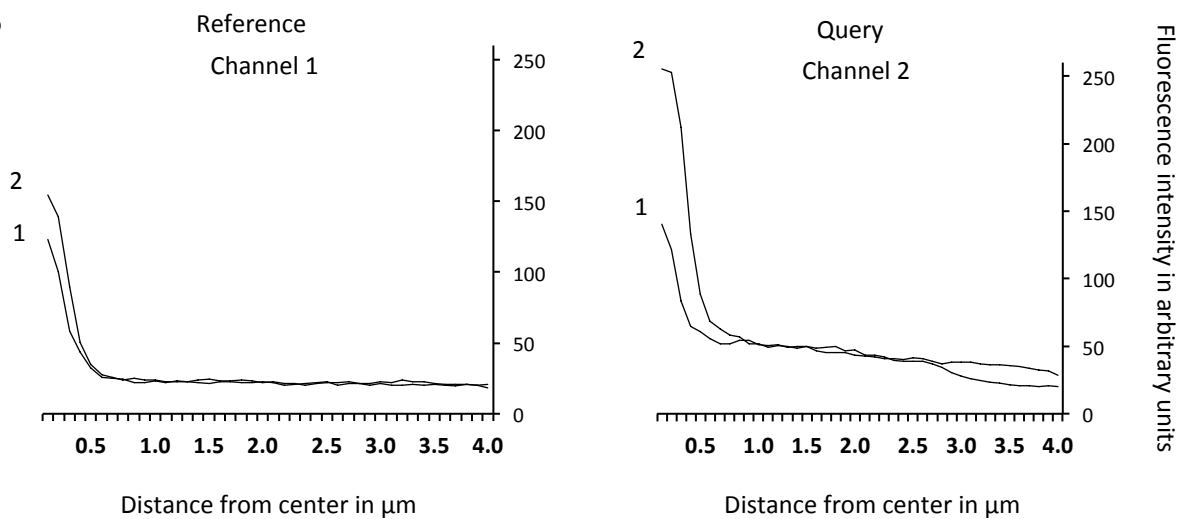 Reference
Channel 1
250
200
150
100
50
0
2
1
0.5 1.0 1.5 2.0 2.5 3.0 3.5 4.0
Distance from center in μm
Query
Channel 2
250
200
150
100
50
0
2
1
0.5 1.0 1.5 2.0 2.5 3.0 3.5 4.0
Distance from center in μm
Fluorescence intensity in arbitrary units